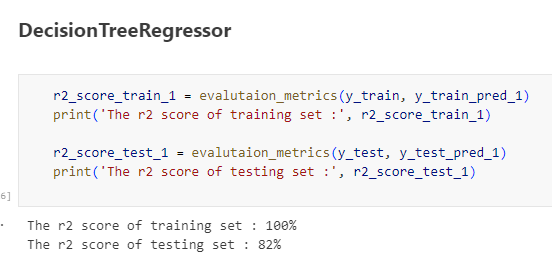 DecisionTreeRegressor
r2_score_train_1 = evalutaion_metrics(y_train, y_train_pred_1)
print('The r2 score of training set :', r2_score_train_1)
r2_score_test_1 = evalutaion_metrics(y_test, y_test_pred_1)
print('The r2 score of testing set :', r2_score_test_1)
6]
The r2 score of training set : 100%
The r2 score of testing set : 82%